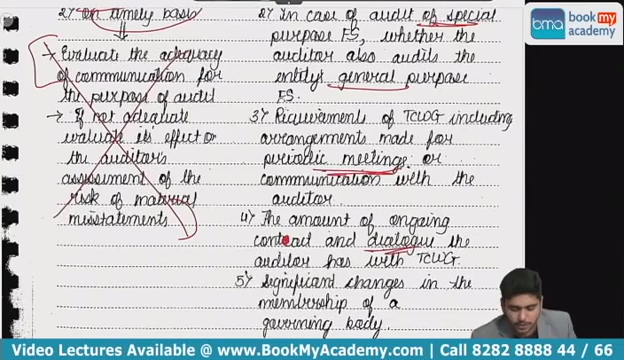 2) on timely basis
→ Evaluate the adequacy
of communication for
the purpose of audit
→ If not adequate
evaluate its effect on
the auditor's
assessment of the
risk of material
misstatements
2) In case of audit of special
purpose FS, whether the
auditor also audits the
entity's general purpose
FS.
3) Requirements of TCWG including
arrangements made for
periodic meetings or
communication with the
auditor.
4) The amount of ongoing
contact and dialogue the
auditor has with TCWG.
5) Significant changes in the
membership of a
governing body.
bma
book my
academy
Video Lectures Available @ www.BookMyAcademy.com | Call 8282 8888 44 / 66